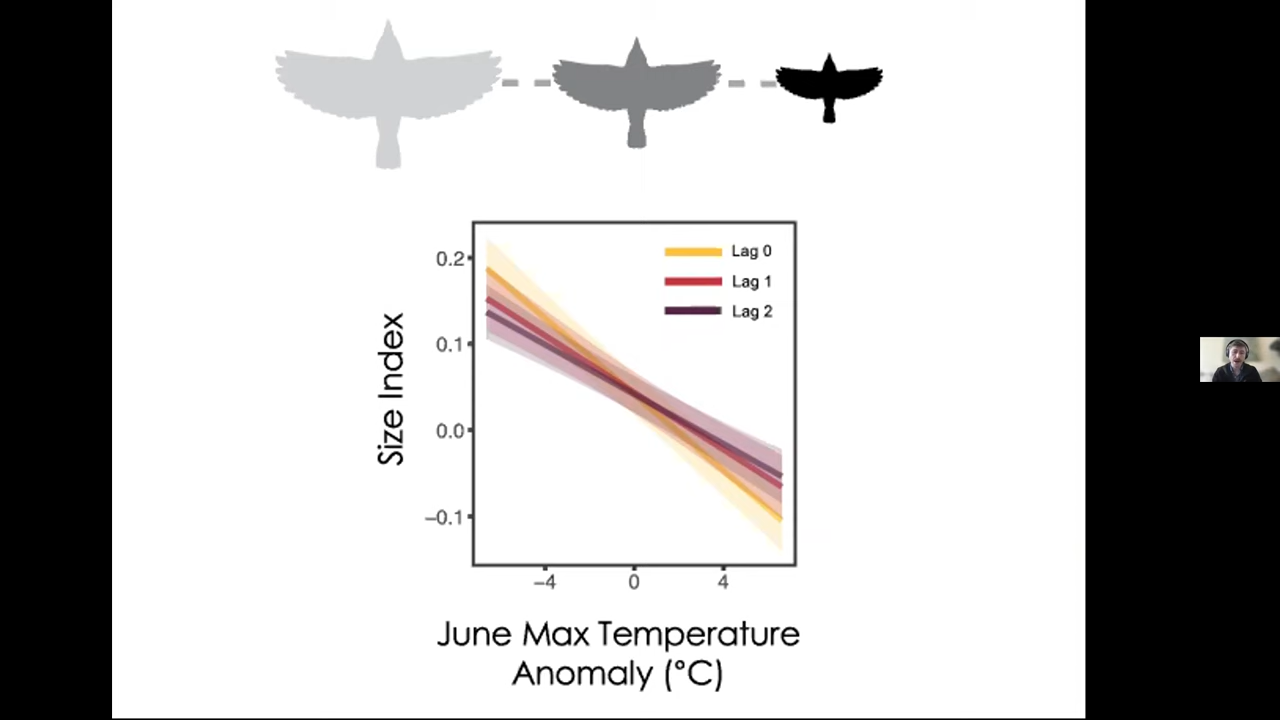 Lag 0
Lag 1
Lag 2
0.2
0.1
0.0
−0.1
Size Index
−4 0 4
June Max Temperature
Anomaly (°C)